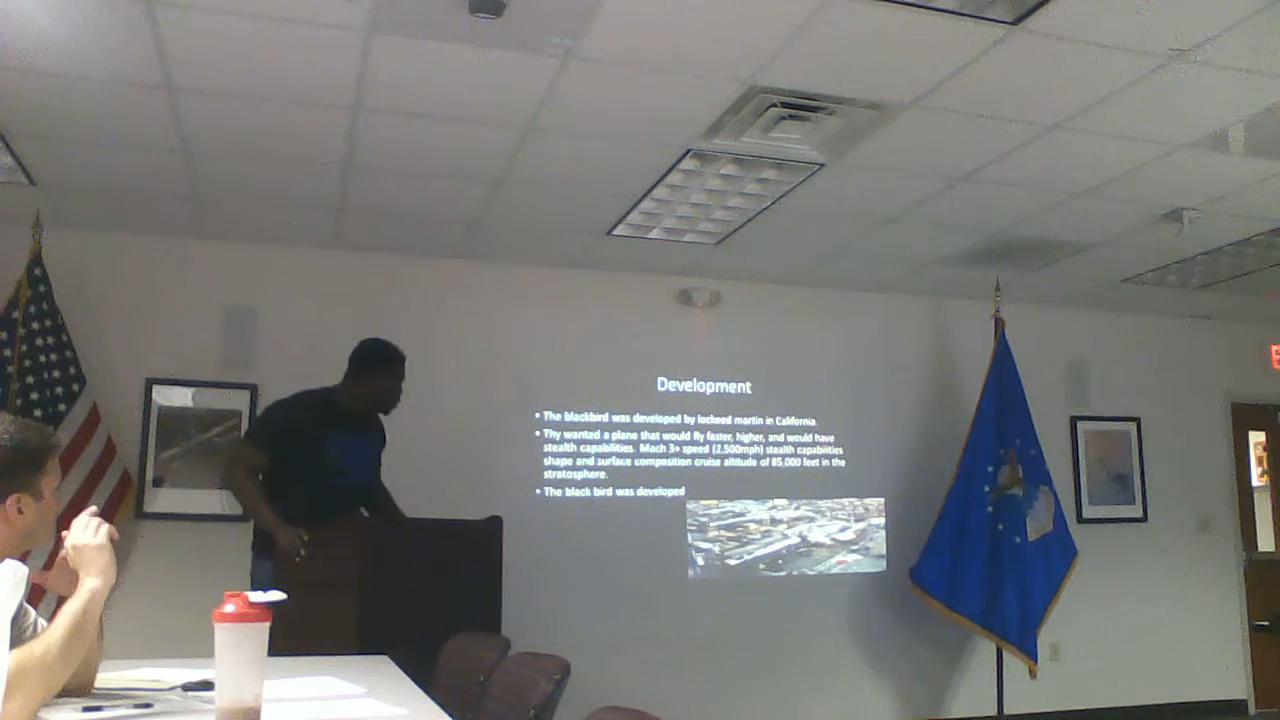 Development
• The blackbird was developed by lockeed martin in California
• Thy wanted a plane that would fly faster, higher, and would have
stealth capabilities. Mach 3+ speed (2,500mph) stealth capabilities
shape and surface composition cruise altitude of 85,000 feet in the
stratosphere.
• The black bird was developed